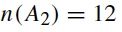 n(A₂) = 12